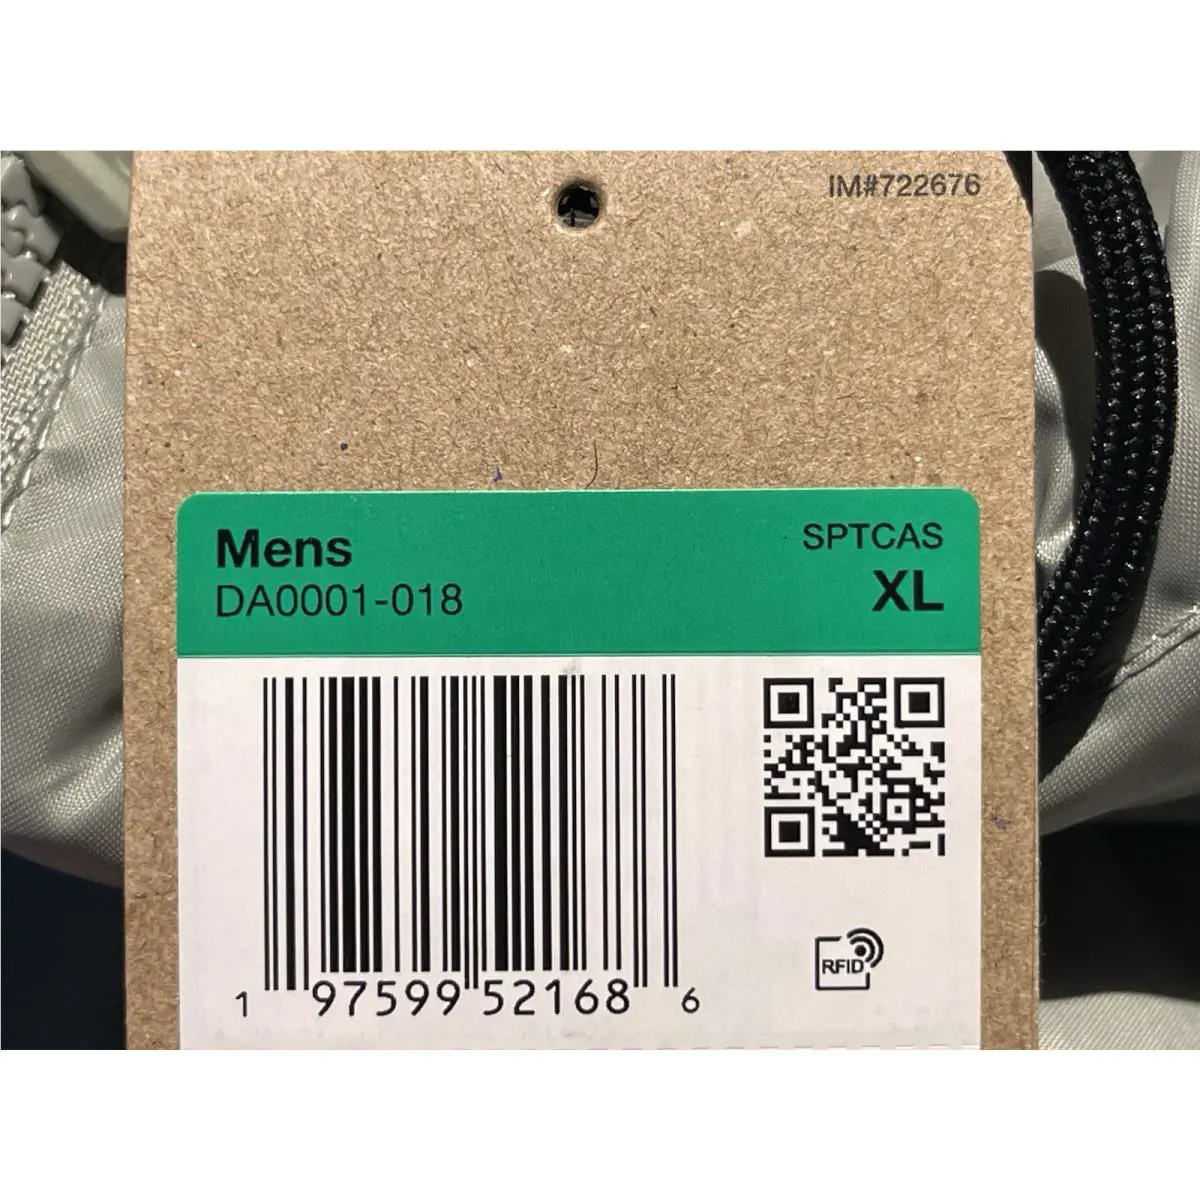 IM#722676
Mens
SPTCAS
DA0001-018
XL
RFID
1 97599 52168 6